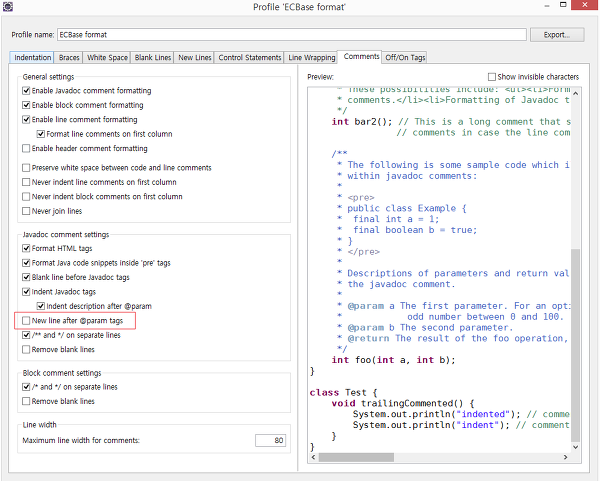 Profile 'ECBase format'
Profile name: ECBase format Export...
Indentation Braces White Space Blank Lines New Lines Control Statements Line Wrapping Comments Off/On Tags
General settings
Enable Javadoc comment formatting
Enable block comment formatting
Enable line comment formatting
Format line comments on first column
Enable header comment formatting
Preserve white space between code and line comments
Never indent line comments on first column
Never indent block comments on first column
Never join lines
Javadoc comment settings
Format HTML tags
Format Java code snippets inside 'pre' tags
Blank line before Javadoc tags
Indent Javadoc tags
Indent description after @param
New line after @param tags
/** and */ on separate lines
Remove blank lines
Block comment settings
/* and */ on separate lines
Remove blank lines
Line width
Maximum line width for comments: 80
Preview: Show invisible characters
* These possibilities include: <ul><li>Form
* comments.</li><li>Formatting of Javadoc t
*/
int bar2(); // This is a long comment that s
// comments in case the line com
/**
* The following is some sample code which i
* within javadoc comments:
*
* <pre>
* public class Example {
*  final int a = 1;
*  final boolean b = true;
* }
* </pre>
*
* Descriptions of parameters and return val
* the javadoc comment.
*
* @param a The first parameter. For an opti
*          odd number between 0 and 100.
* @param b The second parameter.
* @return The result of the foo operation,
*/
int foo(int a, int b);
}
class Test {
void trailingCommented() {
System.out.println("indented"); // comme
System.out.println("indent"); // comment
}
}